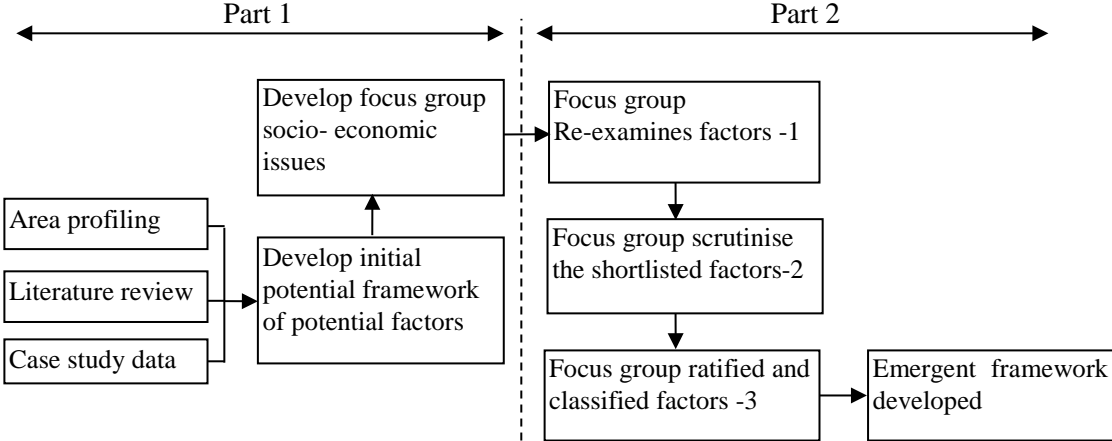 Part 1
Part 2
Develop focus group
socio- economic
issues
Focus group
Re-examines factors -1
Area profiling
Literature review
Case study data
Develop initial
potential framework
of potential factors
Focus group scrutinise
the shortlisted factors-2
Focus group ratified and
classified factors -3
Emergent framework
developed